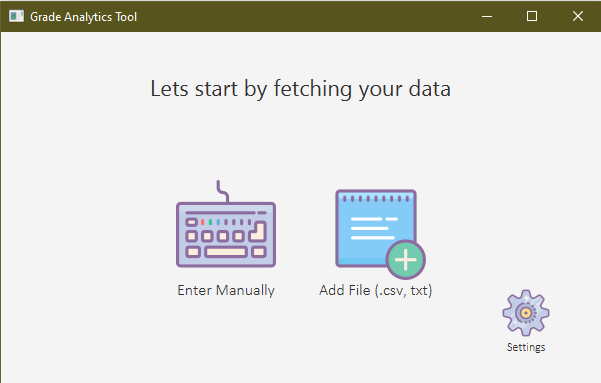 Grade Analytics Tool
Lets start by fetching your data
Enter Manually
Add File (.csv, txt)
Settings